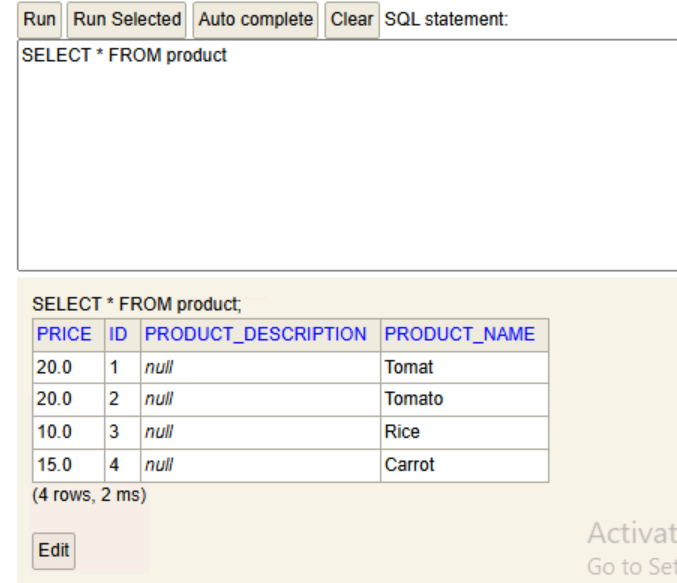 Run Run Selected Auto complete Clear SQL statement:
SELECT * FROM product
SELECT * FROM product;
PRICE ID PRODUCT_DESCRIPTION PRODUCT_NAME
20.0 1 null Tomat
20.0 2 null Tomato
10.0 3 null Rice
15.0 4 null Carrot
(4 rows, 2 ms)
Edit
Activat
Go to Set